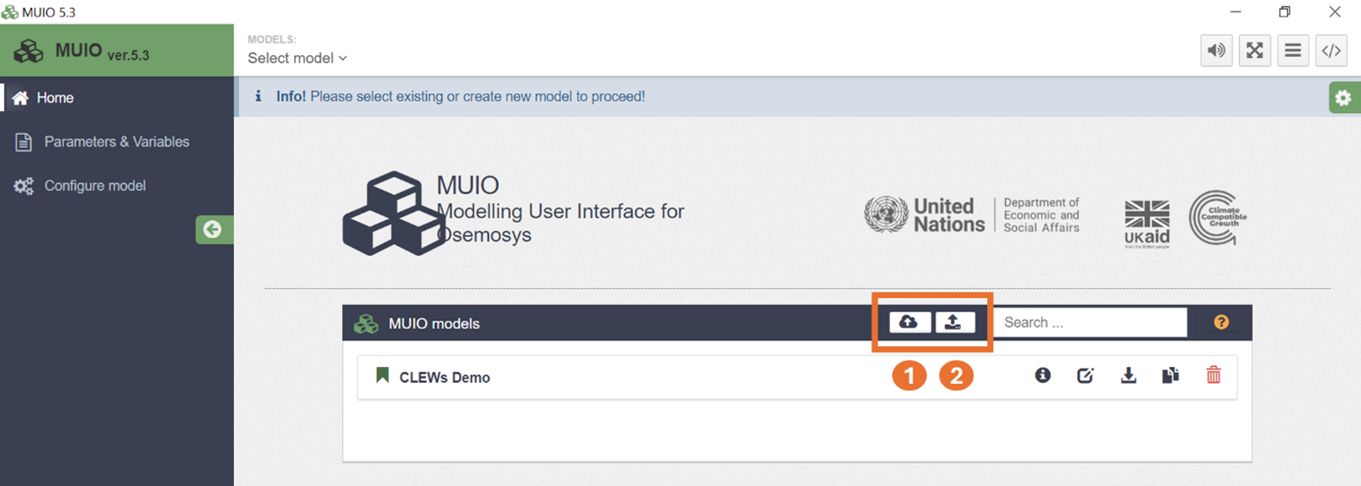 MUIO 5.3
MUIO ver.5.3
MODELS:
Select model
Home
Info! Please select existing or create new model to proceed!
Parameters & Variables
Configure model
MUIO
Modelling User Interface for
Osemosys
United
Nations
Department of
Economic and
Social Affairs
UKaid
from the British people
Climate
Compatible
Growth
MUIO models
Search ...
1
2
CLEWs Demo